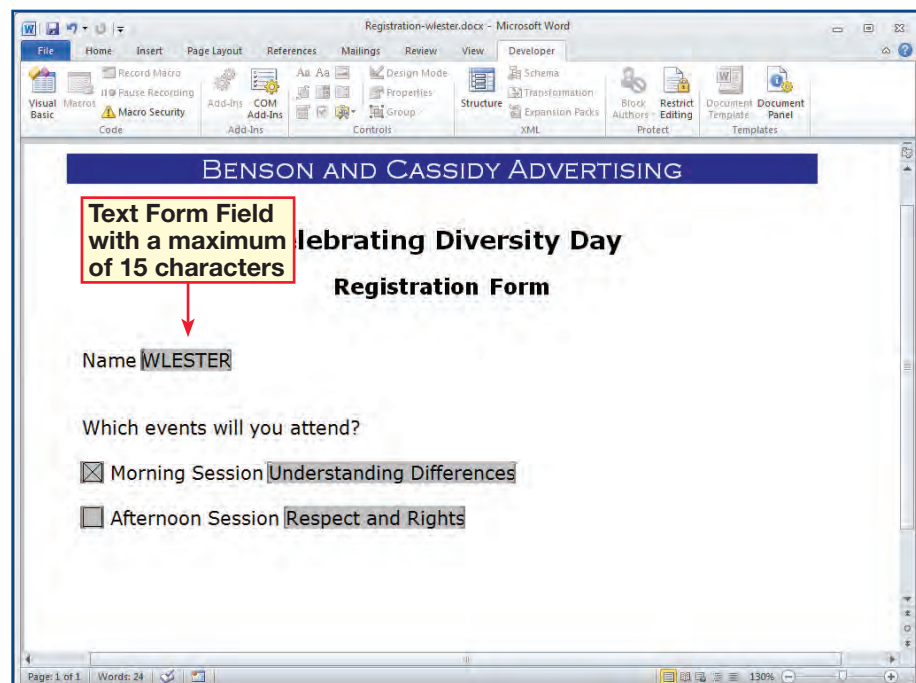 Registration-wlester.docx - Microsoft Word
File Home Insert Page Layout References Mailings Review View Developer
Visual Basic
Macros
Record Macro
Pause Recording
Macro Security
Code
Add-Ins
COM Add-Ins
Add-Ins
Aa Aa
Design Mode
Properties
Group
Controls
Structure
Schema
Transformation
Expansion Packs
XML
Block Authors
Restrict Editing
Protect
Document Template
Document Panel
Templates
BENSON AND CASSIDY ADVERTISING
Text Form Field
with a maximum
of 15 characters
lebrating Diversity Day
Registration Form
Name WLESTER
Which events will you attend?
Morning Session Understanding Differences
Afternoon Session Respect and Rights
Page: 1 of 1 Words: 24 130%